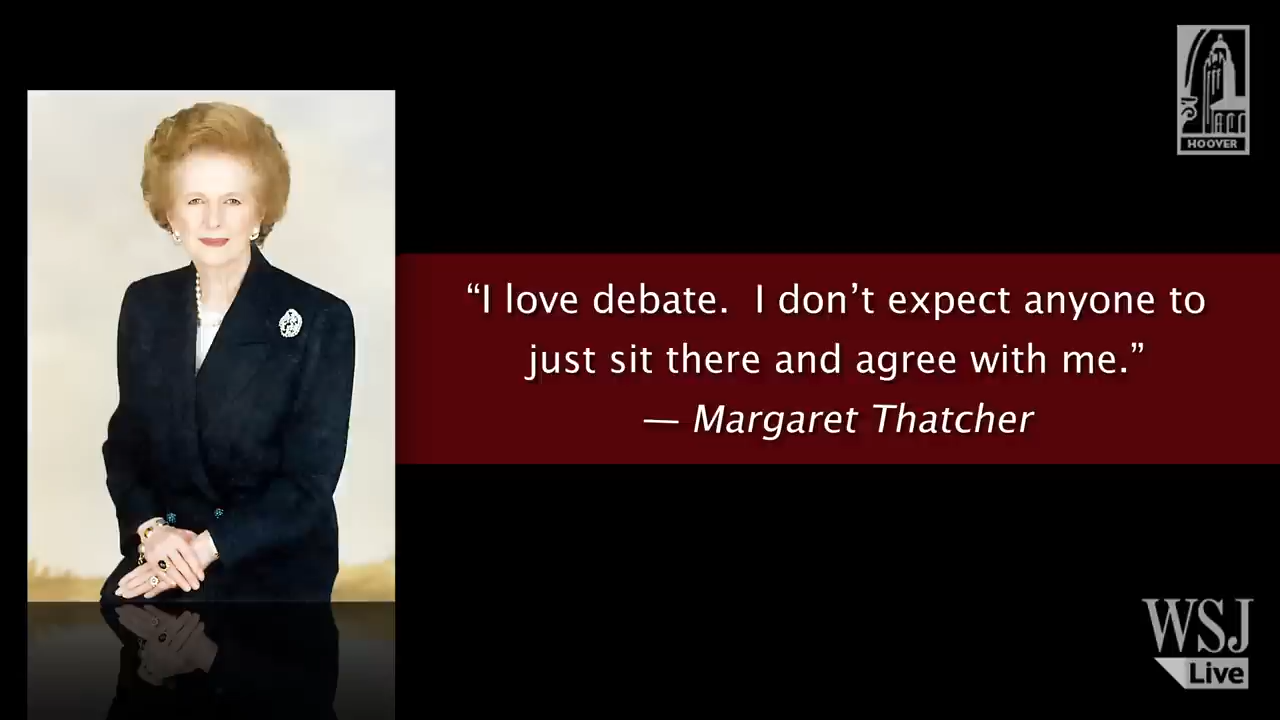 HOOVER
“I love debate.  I don’t expect anyone to
just sit there and agree with me.”
— Margaret Thatcher
WSJ
Live